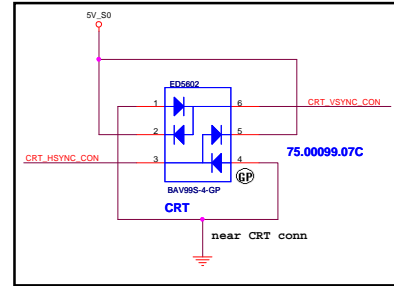 5V_S0
ED5602
1
6
CRT_VSYNC_CON
2
5
75.00099.07C
CRT_HSYNC_CON
3
4
GP
BAV99S-4-GP
CRT
near CRT conn